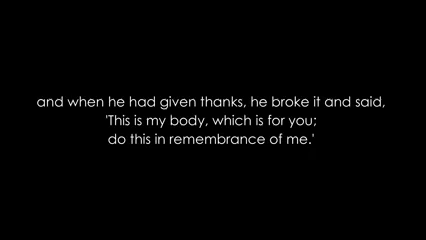 and when he had given thanks, he broke it and said,
'This is my body, which is for you;
do this in remembrance of me.'